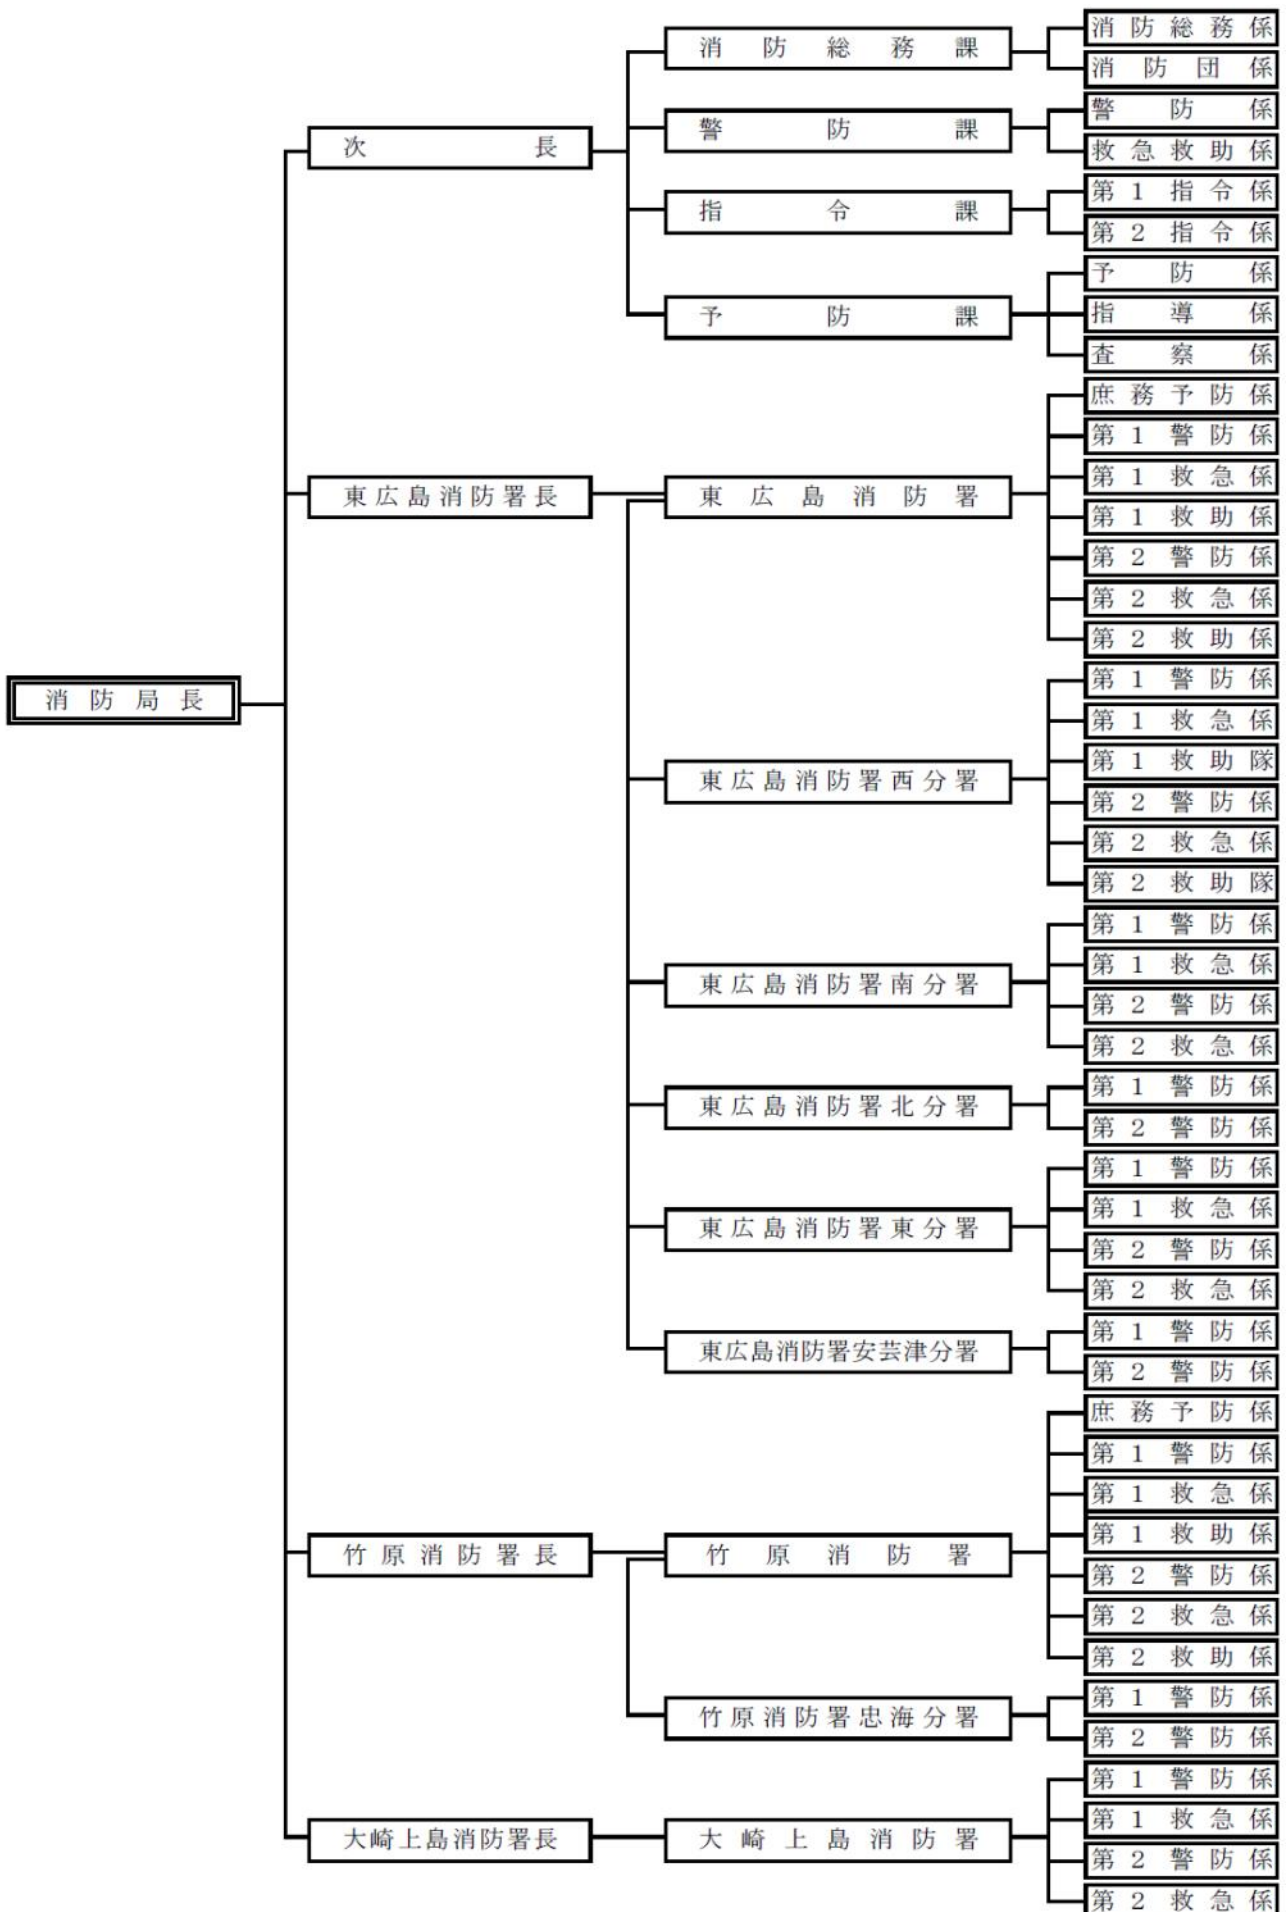 消防局長
次長
消防総務課
消防総務係
消防団係
警防課
警防係
救急救助係
指令課
第1指令係
第2指令係
予防課
予防係
指導係
査察係
東広島消防署長
東広島消防署
庶務予防係
第1警防係
第1救急係
第1救助係
第2警防係
第2救急係
第2救助係
東広島消防署西分署
第1警防係
第1救急係
第1救助隊
第2警防係
第2救急係
第2救助隊
東広島消防署南分署
第1警防係
第1救急係
第2警防係
第2救急係
東広島消防署北分署
第1警防係
第2警防係
東広島消防署東分署
第1警防係
第1救急係
第2警防係
第2救急係
東広島消防署安芸津分署
第1警防係
第2警防係
竹原消防署長
竹原消防署
庶務予防係
第1警防係
第1救急係
第1救助係
第2警防係
第2救急係
第2救助係
竹原消防署忠海分署
第1警防係
第2警防係
大崎上島消防署長
大崎上島消防署
第1警防係
第1救急係
第2警防係
第2救急係